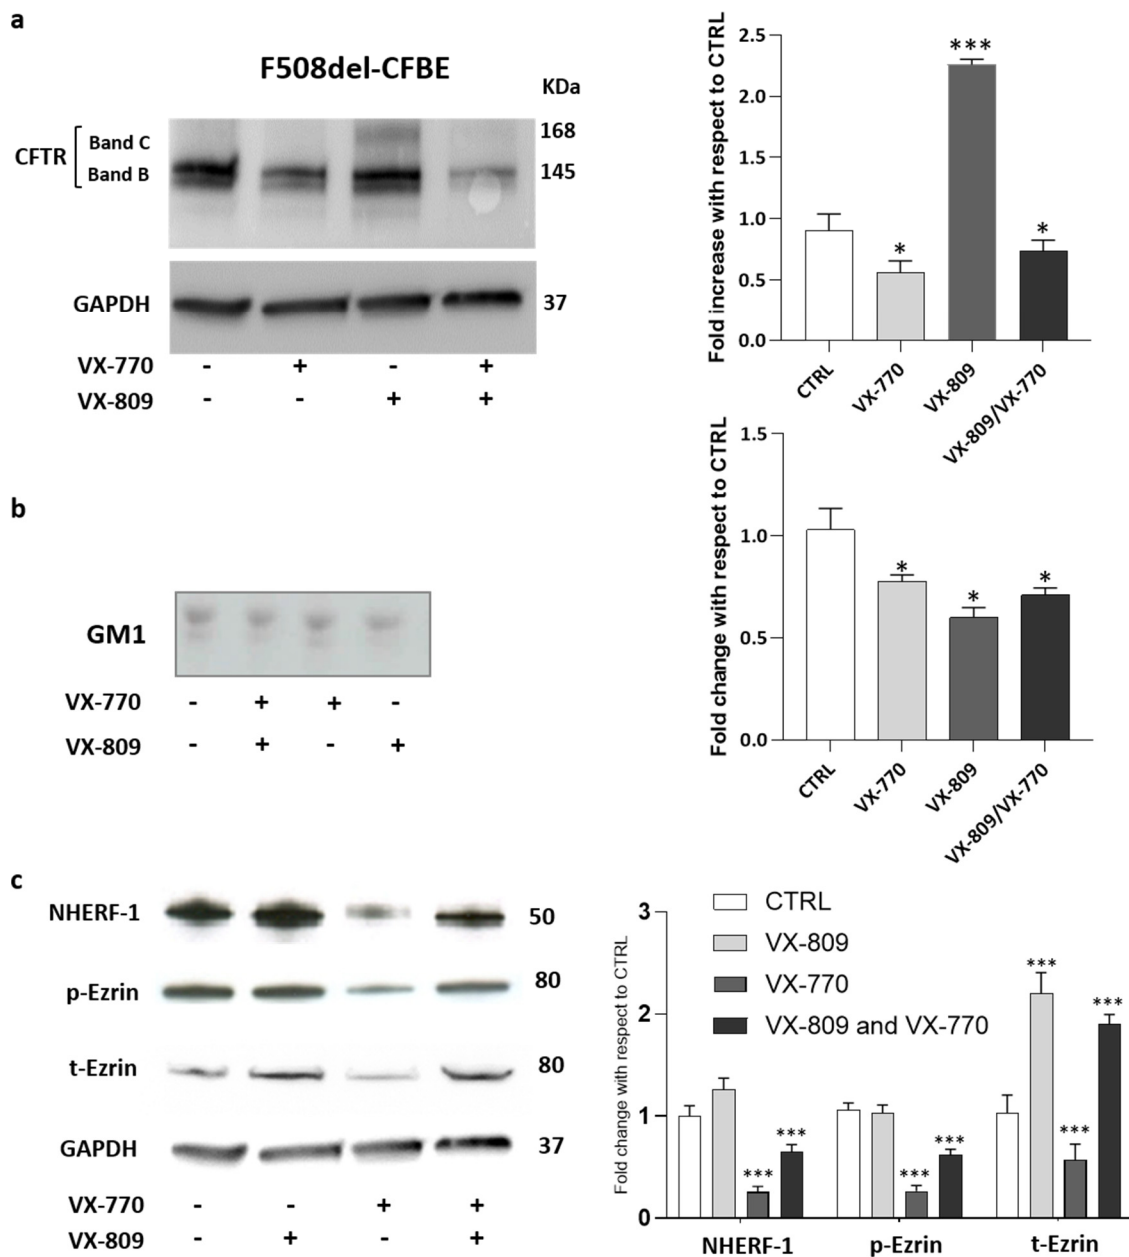 a
F508del-CFBE
KDa
CFTR
Band C
Band B
168
145
GAPDH
37
VX-770 - + - +
VX-809 - - + +
Fold increase with respect to CTRL
2.5
2.0
1.5
1.0
0.5
0.0
* *** *
CTRL VX-770 VX-809 VX-809/VX-770
b
GM1
VX-770 - + + -
VX-809 - + - +
Fold change with respect to CTRL
1.5
1.0
0.5
0.0
* * *
CTRL VX-770 VX-809 VX-809/VX-770
c
NHERF-1 50
p-Ezrin 80
t-Ezrin 80
GAPDH 37
VX-770 - - + +
VX-809 - + - +
Fold change with respect to CTRL
3
2
1
0
CTRL
VX-809
VX-770
VX-809 and VX-770
*** *** *** *** *** *** ***
NHERF-1 p-Ezrin t-Ezrin